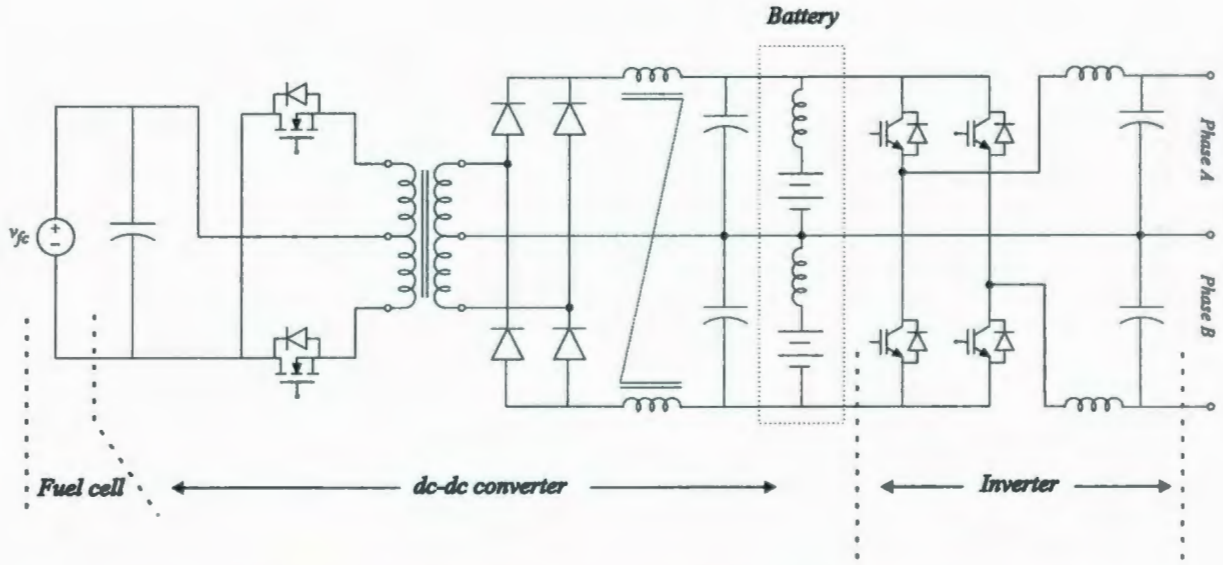 Battery
Phase A
v_fc
+
−
Phase B
Fuel cell
dc-dc converter
Inverter